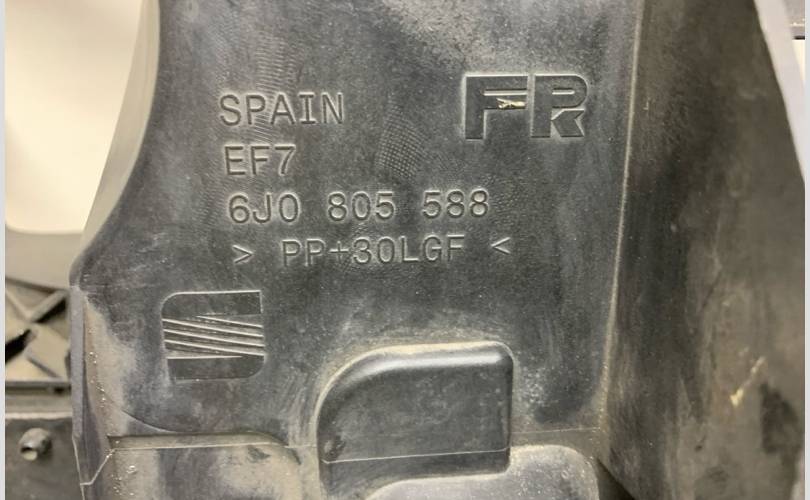 SPAIN
FR
EF7
6J0 805 588
> PP+30LGF <